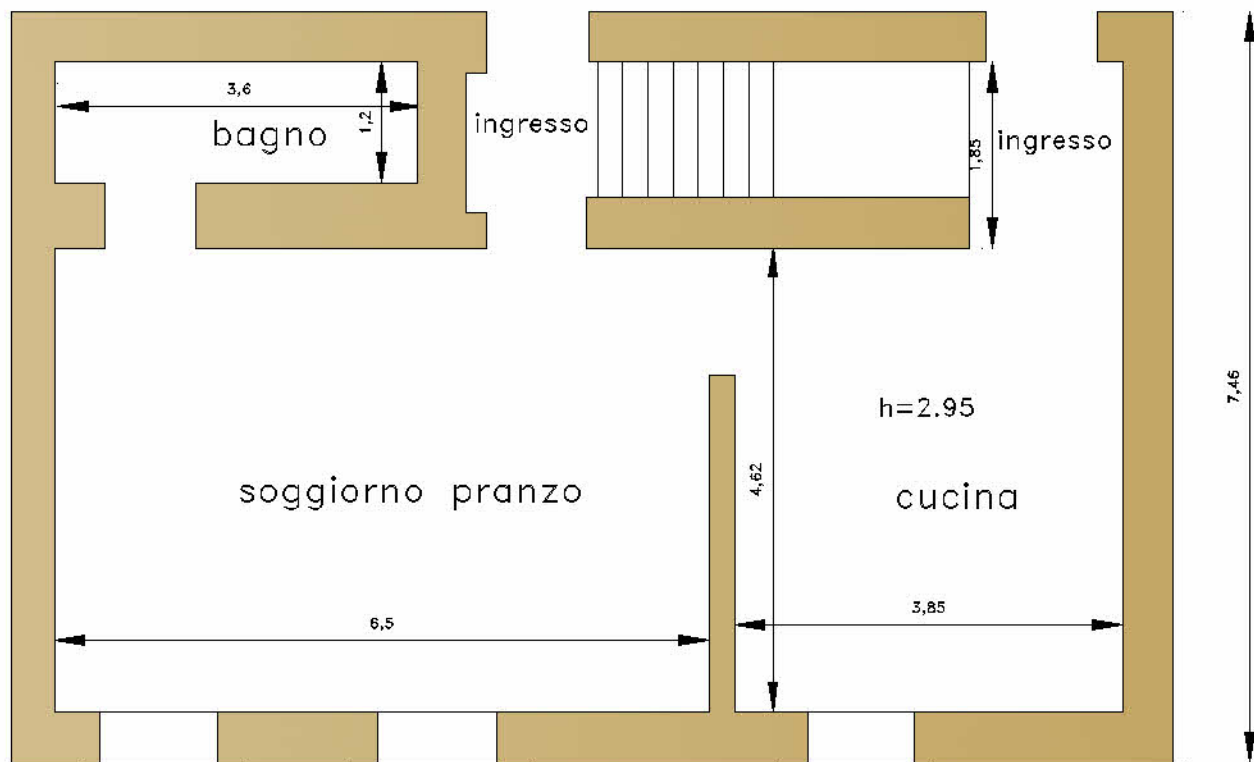 3,6
bagno
1,2
ingresso
1,85
ingresso
h=2.95
7,46
4,62
soggiorno pranzo
cucina
6,5
3,85